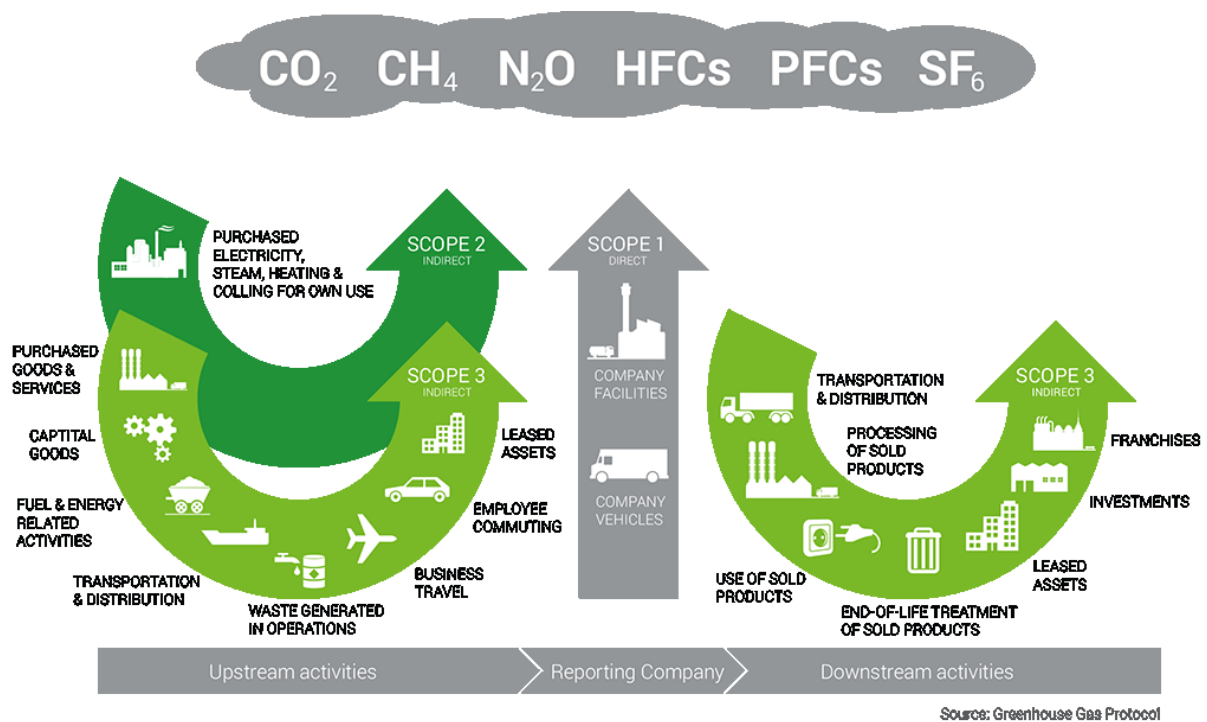 CO2 CH4 N2O HFCs PFCs SF6
PURCHASED
ELECTRICITY,
STEAM, HEATING &
COLLING FOR OWN USE
SCOPE 2
INDIRECT
SCOPE 1
DIRECT
COMPANY
FACILITIES
COMPANY
VEHICLES
PURCHASED
GOODS &
SERVICES
CAPTITAL
GOODS
FUEL & ENERGY
RELATED
ACTIVITIES
TRANSPORTATION
& DISTRIBUTION
WASTE GENERATED
IN OPERATIONS
BUSINESS
TRAVEL
EMPLOYEE
COMMUTING
LEASED
ASSETS
SCOPE 3
INDIRECT
TRANSPORTATION
& DISTRIBUTION
PROCESSING
OF SOLD
PRODUCTS
USE OF SOLD
PRODUCTS
END-OF-LIFE TREATMENT
OF SOLD PRODUCTS
LEASED
ASSETS
INVESTMENTS
FRANCHISES
SCOPE 3
INDIRECT
Upstream activities
Reporting Company
Downstream activities
Source: Greenhouse Gas Protocol